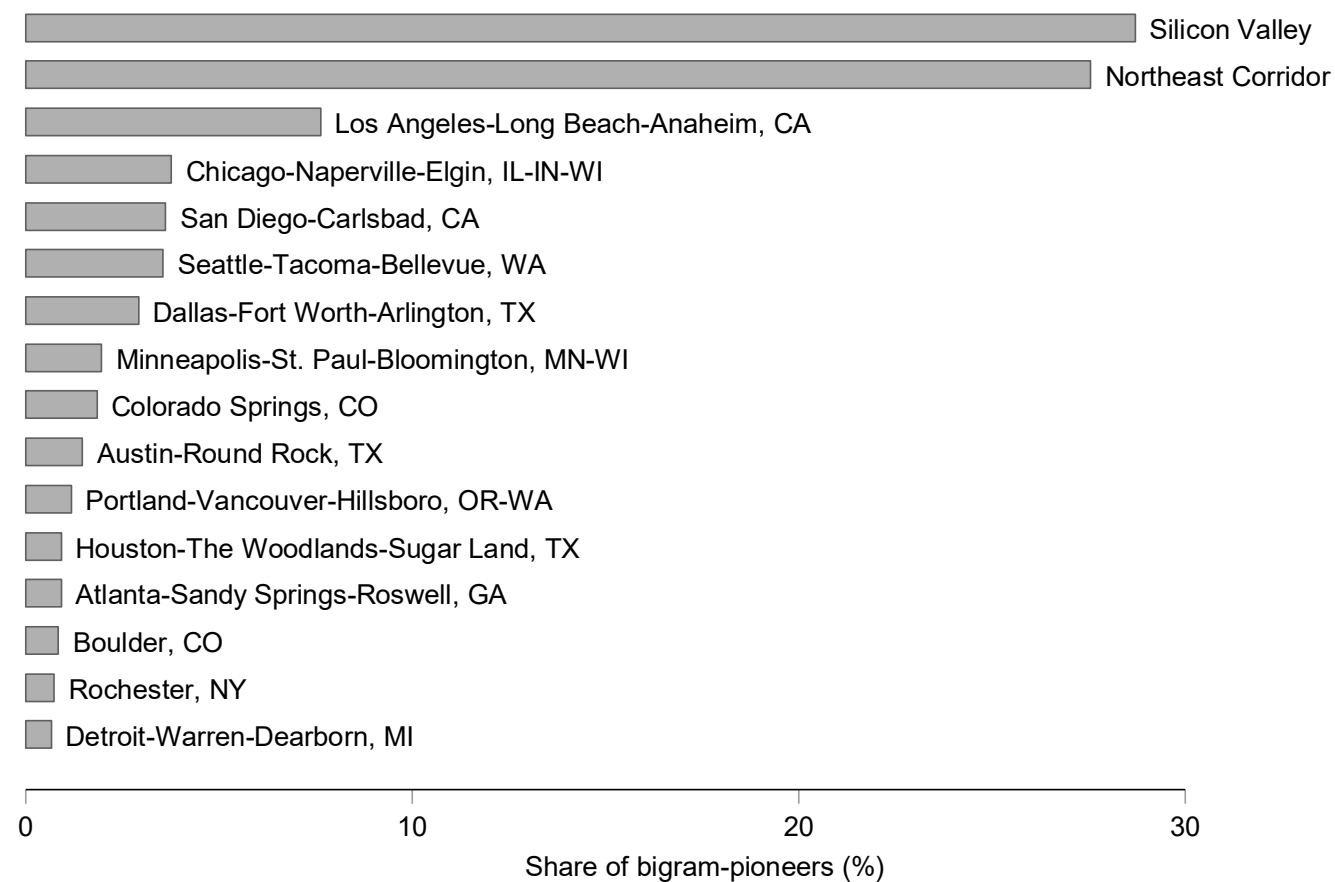 Silicon Valley
Northeast Corridor
Los Angeles-Long Beach-Anaheim, CA
Chicago-Naperville-Elgin, IL-IN-WI
San Diego-Carlsbad, CA
Seattle-Tacoma-Bellevue, WA
Dallas-Fort Worth-Arlington, TX
Minneapolis-St. Paul-Bloomington, MN-WI
Colorado Springs, CO
Austin-Round Rock, TX
Portland-Vancouver-Hillsboro, OR-WA
Houston-The Woodlands-Sugar Land, TX
Atlanta-Sandy Springs-Roswell, GA
Boulder, CO
Rochester, NY
Detroit-Warren-Dearborn, MI
0 10 20 30
Share of bigram-pioneers (%)